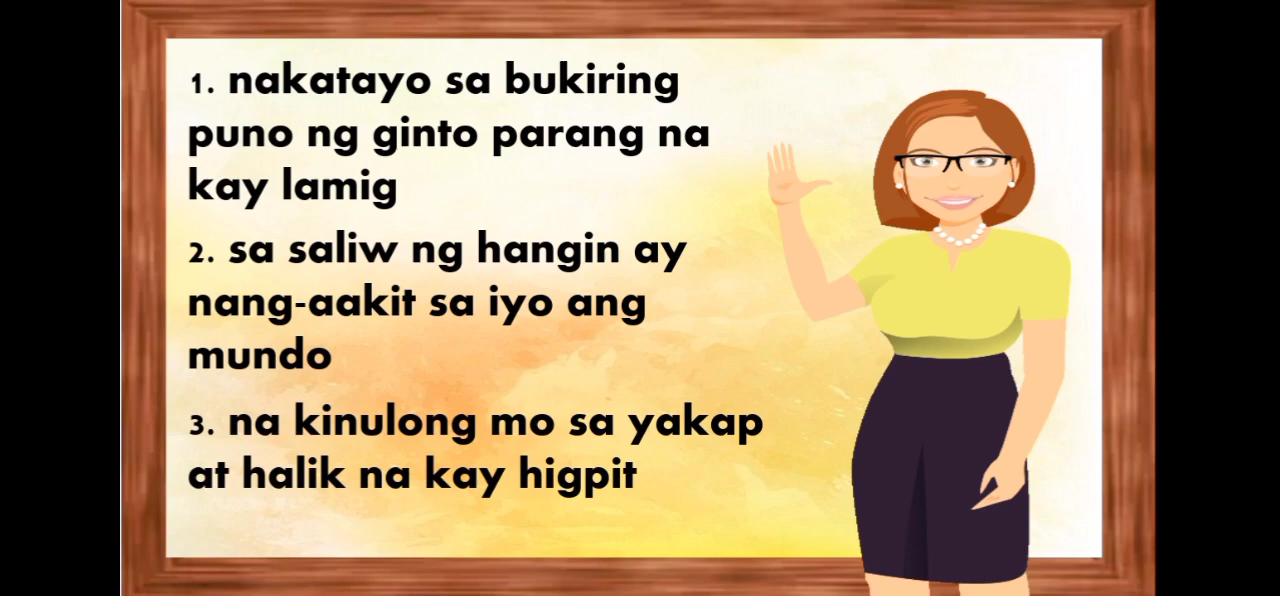 1. nakatayo sa bukiring
puno ng ginto parang na
kay lamig
2. sa saliw ng hangin ay
nang-aakit sa iyo ang
mundo
3. na kinulong mo sa yakap
at halik na kay higpit